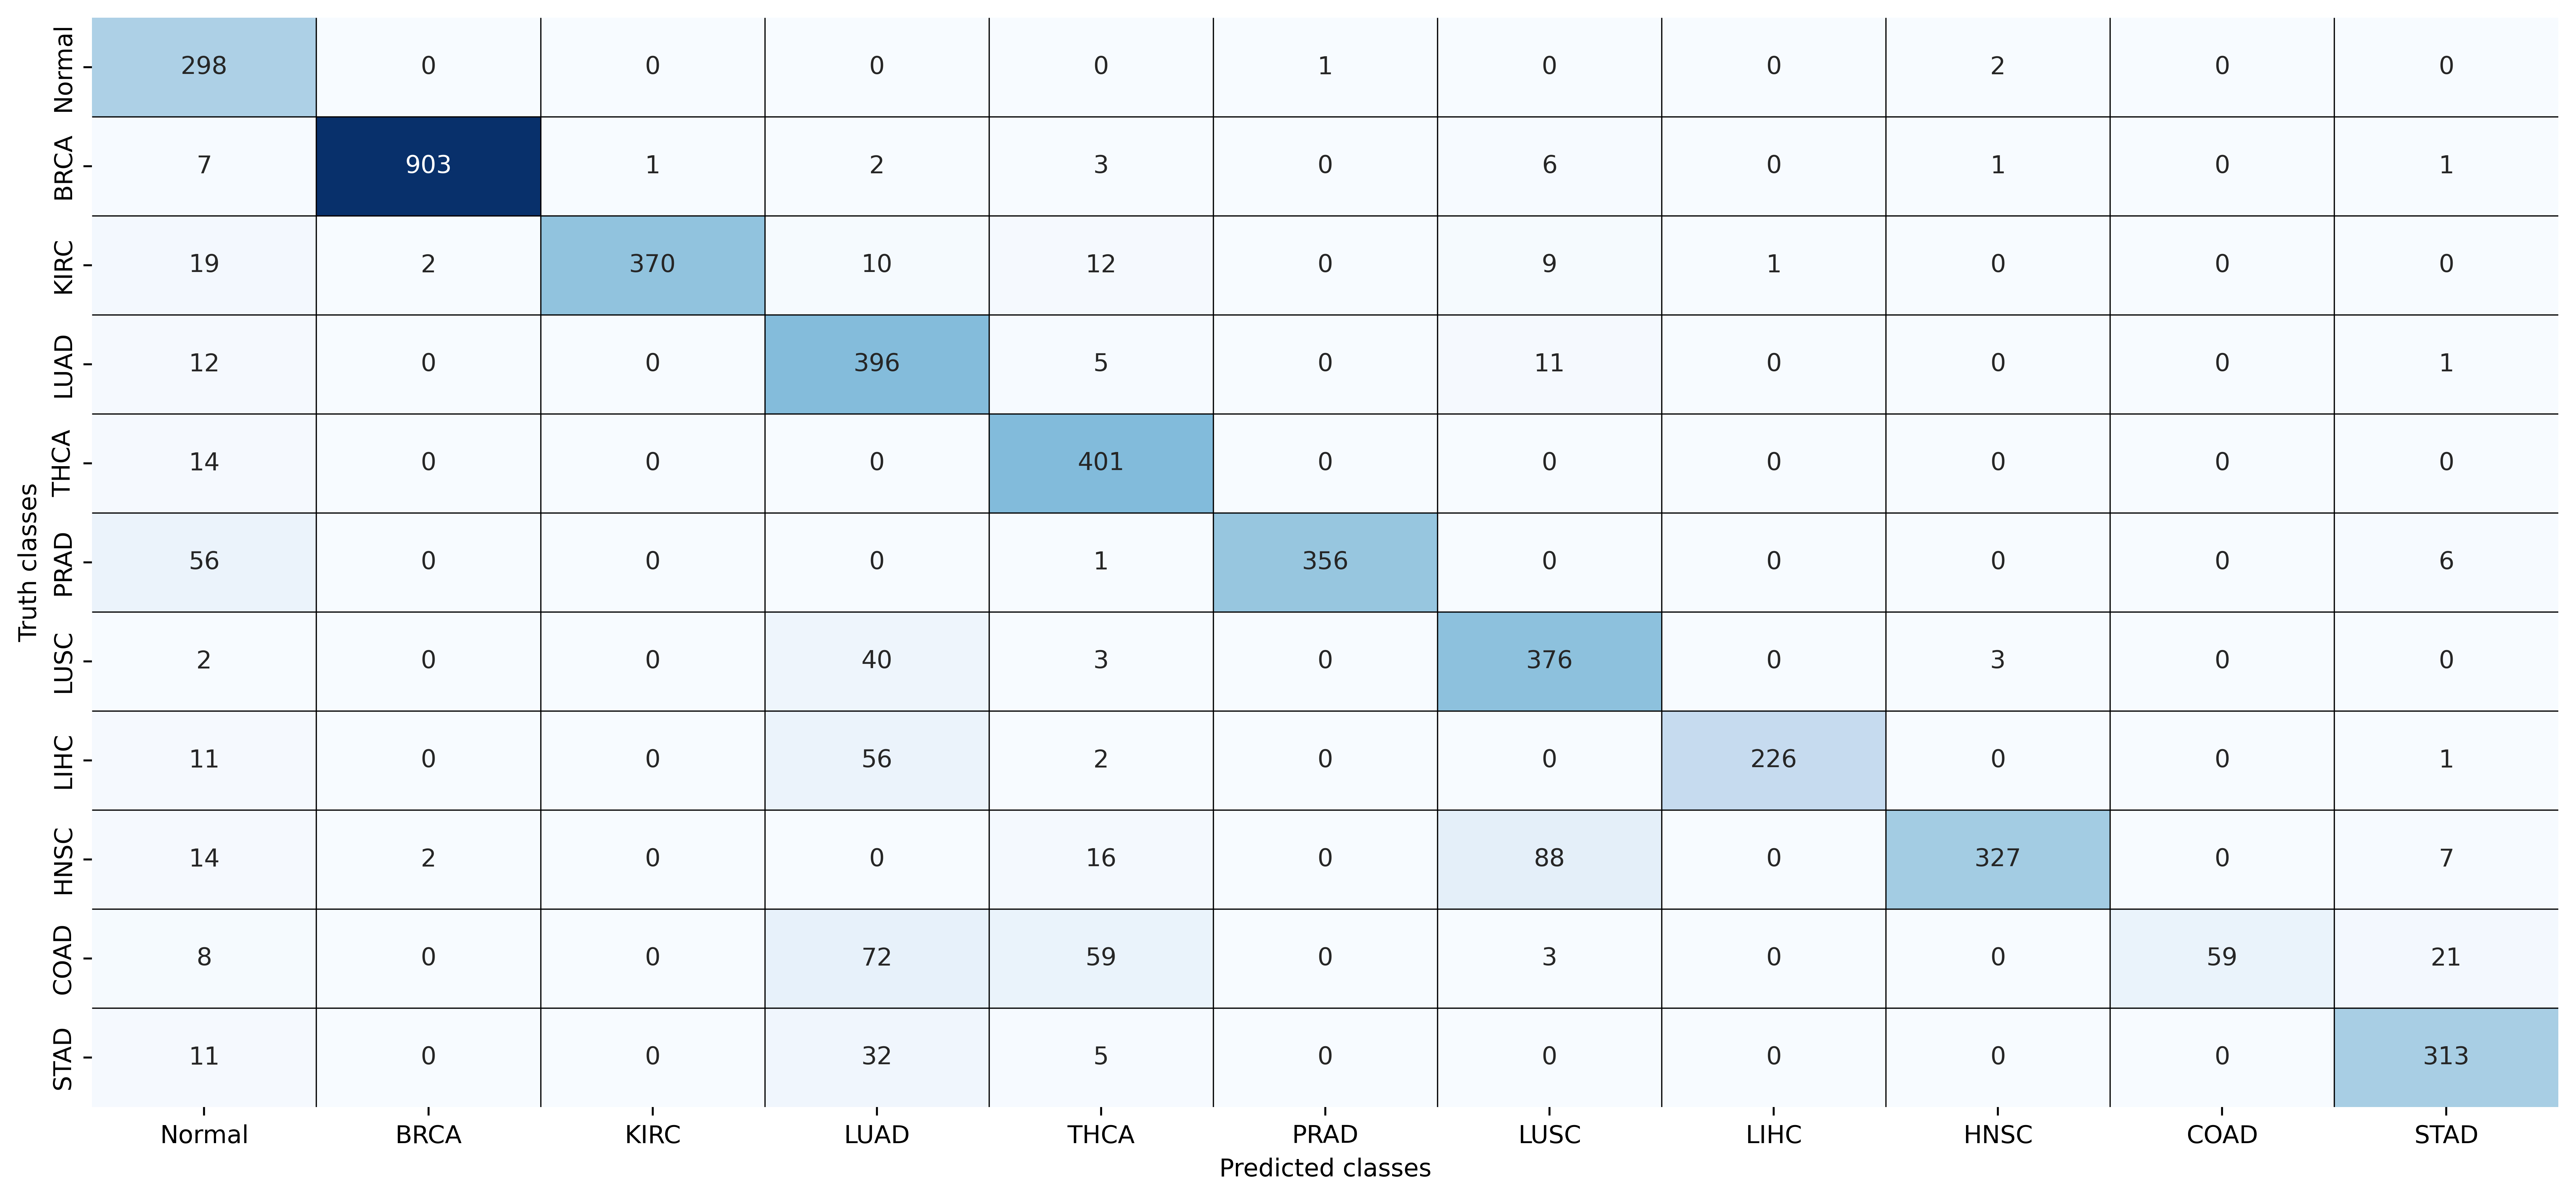 Truth classes
Normal 298 0 0 0 0 1 0 0 2 0 0
BRCA 7 903 1 2 3 0 6 0 1 0 1
KIRC 19 2 370 10 12 0 9 1 0 0 0
LUAD 12 0 0 396 5 0 11 0 0 0 1
THCA 14 0 0 0 401 0 0 0 0 0 0
PRAD 56 0 0 0 1 356 0 0 0 0 6
LUSC 2 0 0 40 3 0 376 0 3 0 0
LIHC 11 0 0 56 2 0 0 226 0 0 1
HNSC 14 2 0 0 16 0 88 0 327 0 7
COAD 8 0 0 72 59 0 3 0 0 59 21
STAD 11 0 0 32 5 0 0 0 0 0 313
Normal BRCA KIRC LUAD THCA PRAD LUSC LIHC HNSC COAD STAD
Predicted classes